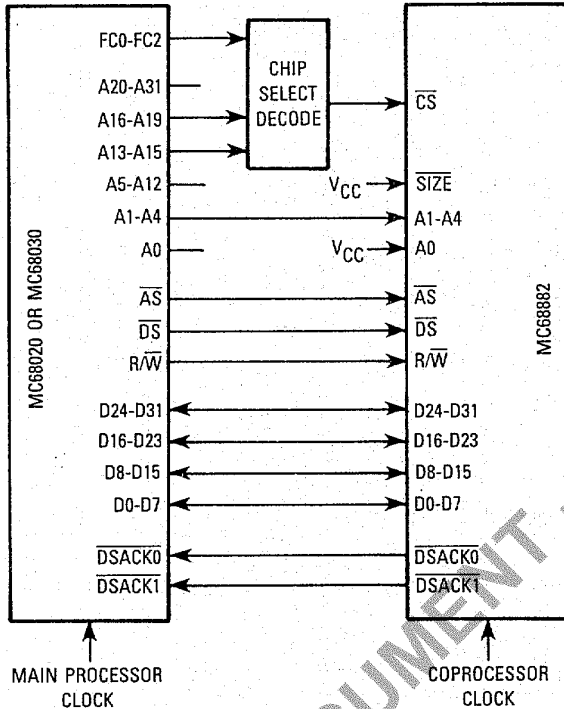 FC0-FC2
A20-A31
A16-A19
A13-A15
A5-A12
A1-A4
A0
AS
DS
R/W
D24-D31
D16-D23
D8-D15
D0-D7
DSACK0
DSACK1
MC68020 OR MC68030
MAIN PROCESSOR
CLOCK
CHIP
SELECT
DECODE
VCC
VCC
CS
SIZE
A1-A4
A0
AS
DS
R/W
D24-D31
D16-D23
D8-D15
D0-D7
DSACK0
DSACK1
MC68882
COPROCESSOR
CLOCK